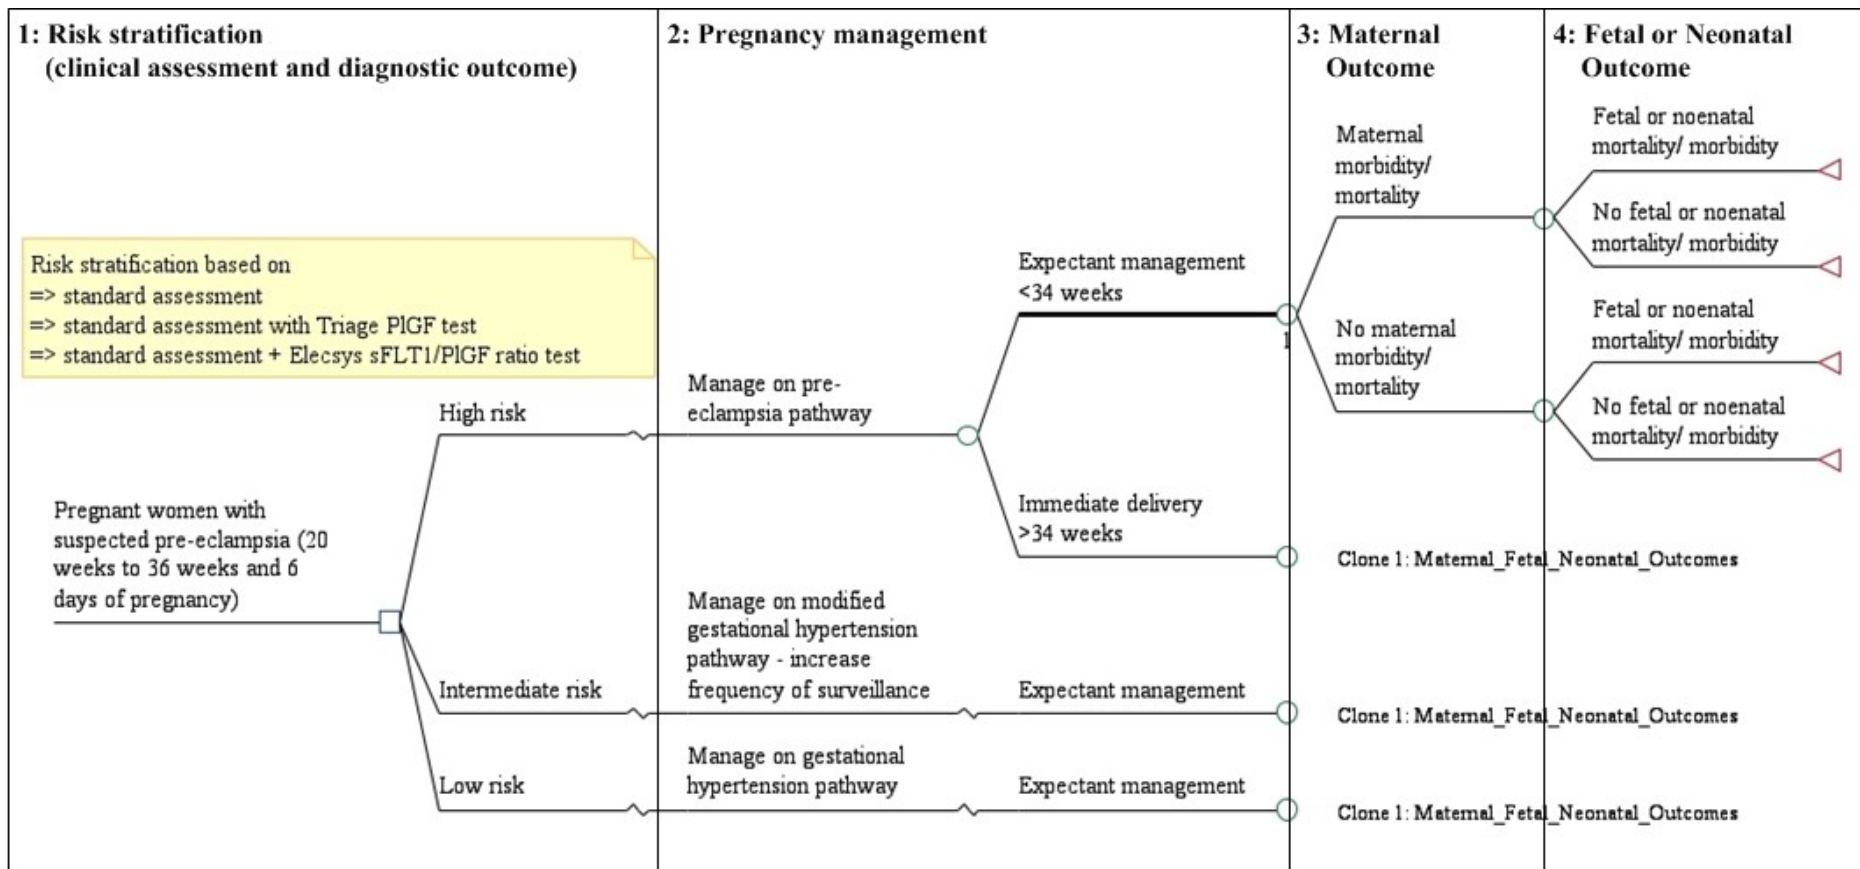 1: Risk stratification
(clinical assessment and diagnostic outcome)
2: Pregnancy management
3: Maternal
Outcome
4: Fetal or Neonatal
Outcome
Risk stratification based on
=> standard assessment
=> standard assessment with Triage PlGF test
=> standard assessment + Elecsys sFLT1/PlGF ratio test
Pregnant women with
suspected pre-eclampsia (20
weeks to 36 weeks and 6
days of pregnancy)
High risk
Manage on pre-
eclampsia pathway
Expectant management
<34 weeks
1
Maternal
morbidity/
mortality
Fetal or noenatal
mortality/ morbidity
No fetal or noenatal
mortality/ morbidity
No maternal
morbidity/
mortality
Fetal or noenatal
mortality/ morbidity
No fetal or noenatal
mortality/ morbidity
Immediate delivery
>34 weeks
Clone 1: Maternal_Fetal_Neonatal_Outcomes
Intermediate risk
Manage on modified
gestational hypertension
pathway - increase
frequency of surveillance
Expectant management
Clone 1: Maternal_Fetal_Neonatal_Outcomes
Low risk
Manage on gestational
hypertension pathway
Expectant management
Clone 1: Maternal_Fetal_Neonatal_Outcomes